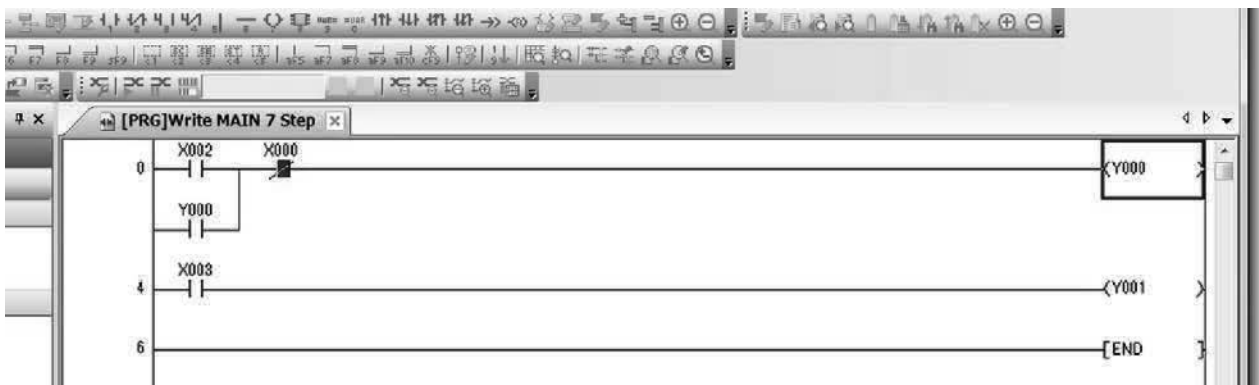 [PRG]Write MAIN 7 Step
X002 X000
0 Y000
Y000
X003
4 Y001
6 END